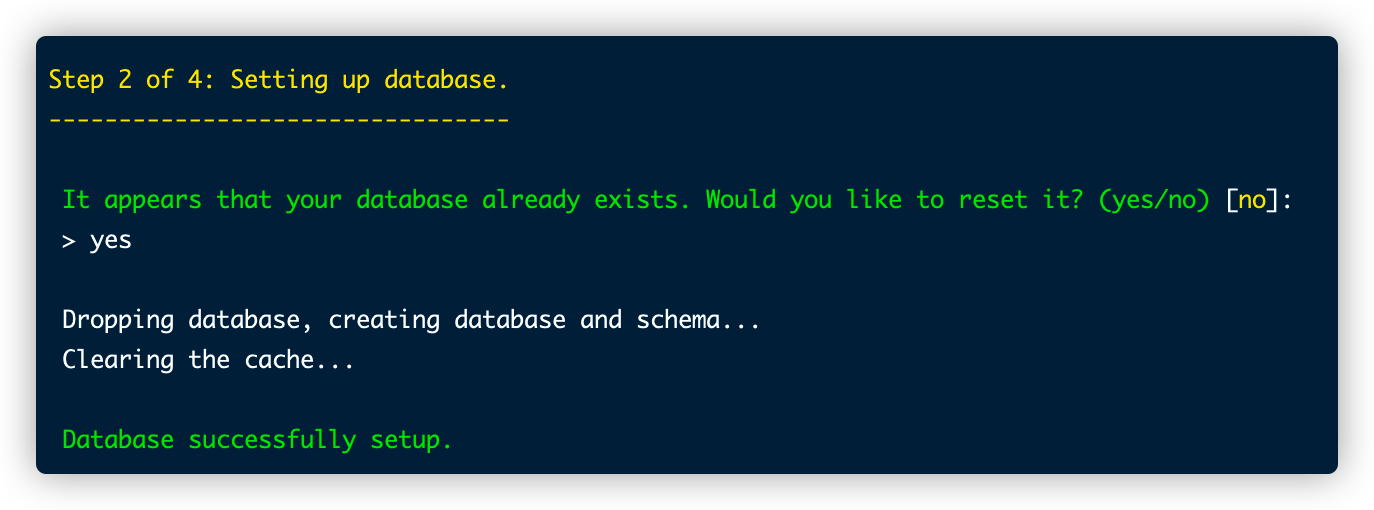 Step 2 of 4: Setting up database.
---------------------------------
It appears that your database already exists. Would you like to reset it? (yes/no) [no]:
> yes
Dropping database, creating database and schema...
Clearing the cache...
Database successfully setup.